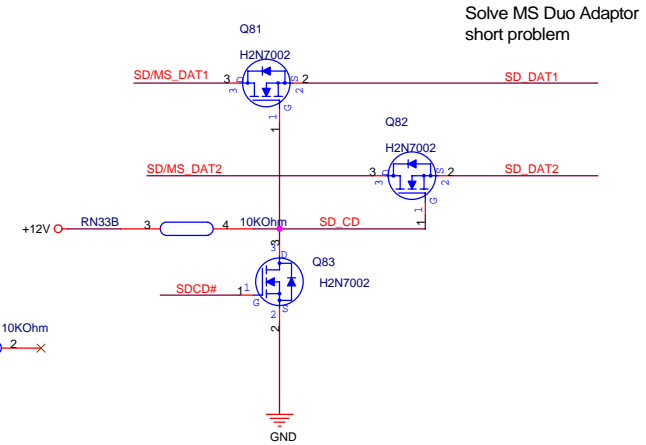 Solve MS Duo Adaptor
short problem
Q81
H2N7002
SD/MS_DAT1
3
3
D
S
2
2
SD_DAT1
G
1
1
Q82
H2N7002
SD/MS_DAT2
3
3
D
S
2
2
SD_DAT2
G
1
1
+12V
RN33B
3
4
10KOhm
SD_CD
3
3
D
Q83
H2N7002
SDCD#
1
1
G
S
2
2
10KOhm
2
GND